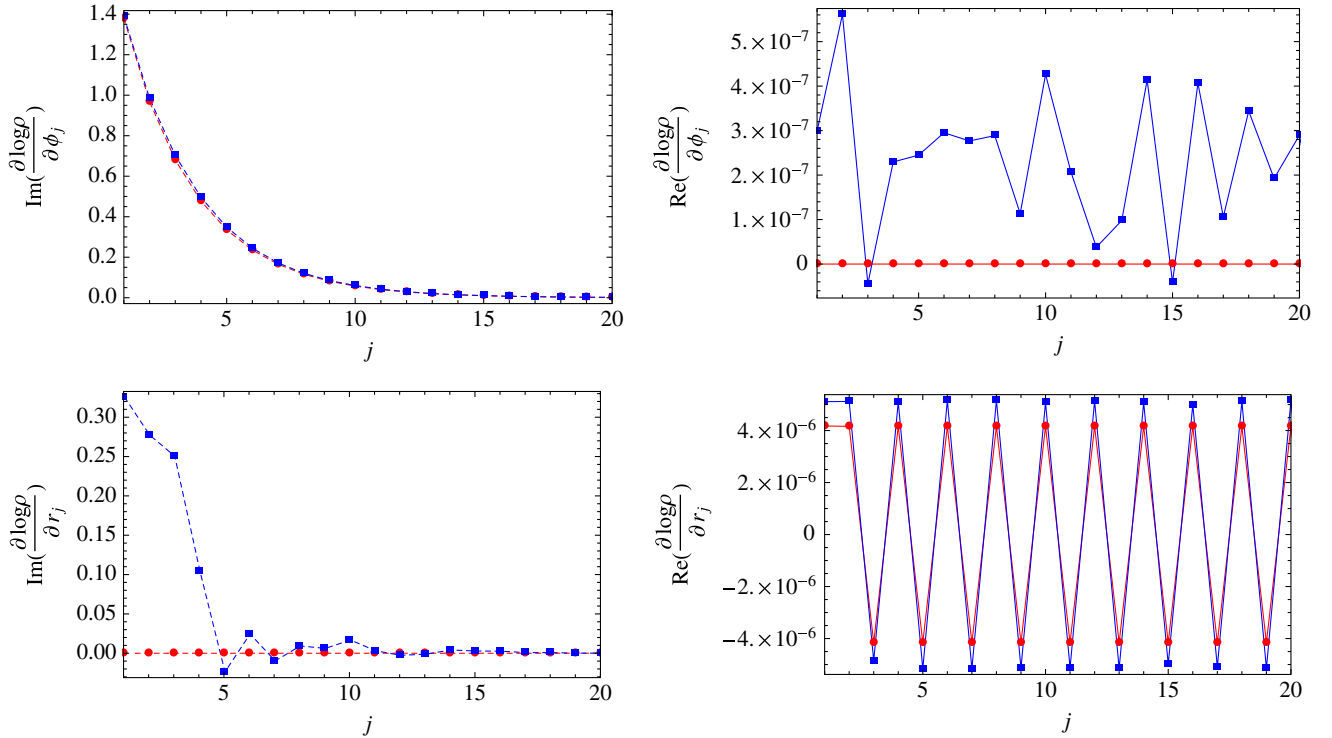 1.4
1.2
1.0
0.8
0.6
0.4
0.2
0.0
Im(∂ logρ/∂ϕ_j)
5 10 15 20
j
5.×10⁻⁷
4.×10⁻⁷
3.×10⁻⁷
2.×10⁻⁷
1.×10⁻⁷
0
Re(∂ logρ/∂ϕ_j)
5 10 15 20
j
0.30
0.25
0.20
0.15
0.10
0.05
0.00
Im(∂ logρ/∂r_j)
5 10 15 20
j
4.×10⁻⁶
2.×10⁻⁶
0
−2.×10⁻⁶
−4.×10⁻⁶
Re(∂ logρ/∂r_j)
5 10 15 20
j